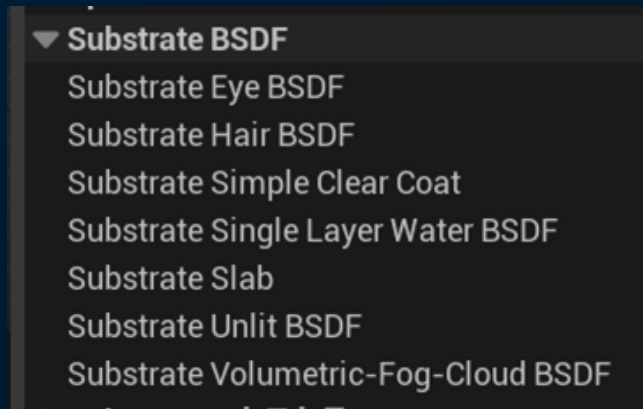 Substrate BSDF
Substrate Eye BSDF
Substrate Hair BSDF
Substrate Simple Clear Coat
Substrate Single Layer Water BSDF
Substrate Slab
Substrate Unlit BSDF
Substrate Volumetric-Fog-Cloud BSDF